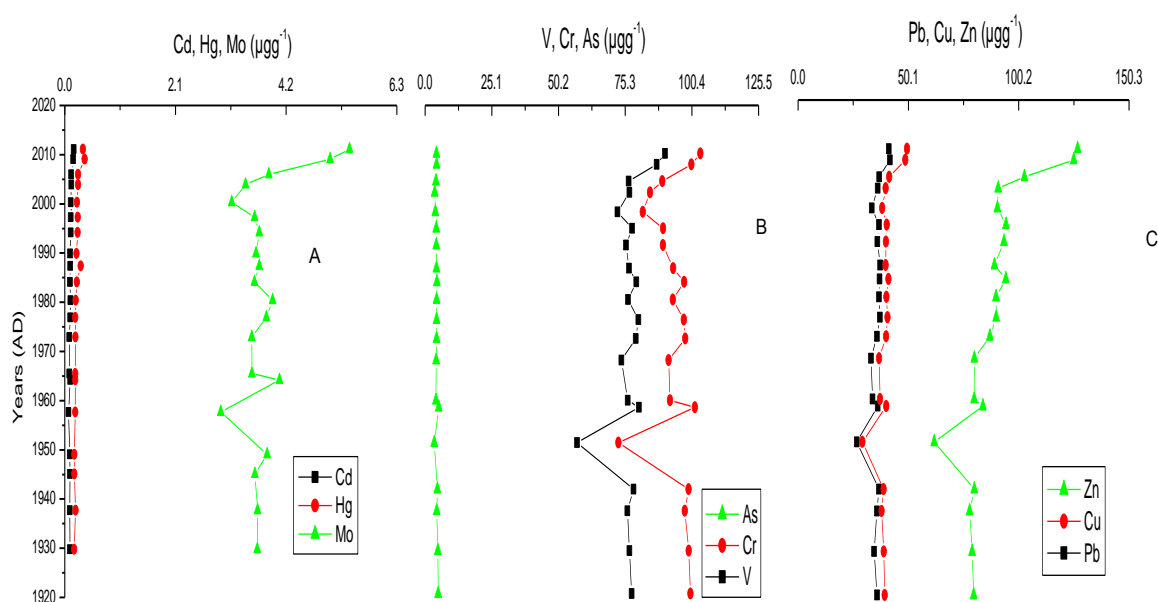 Cd, Hg, Mo (µgg-1)
V, Cr, As (µgg-1)
Pb, Cu, Zn (µgg-1)
0.0 2.1 4.2 6.3
0.0 25.1 50.2 75.3 100.4 125.5
0.0 50.1 100.2 150.3
2020
2010
2000
1990
1980
1970
1960
1950
1940
1930
1920
Years (AD)
A
B
C
Cd
Hg
Mo
As
Cr
V
Zn
Cu
Pb